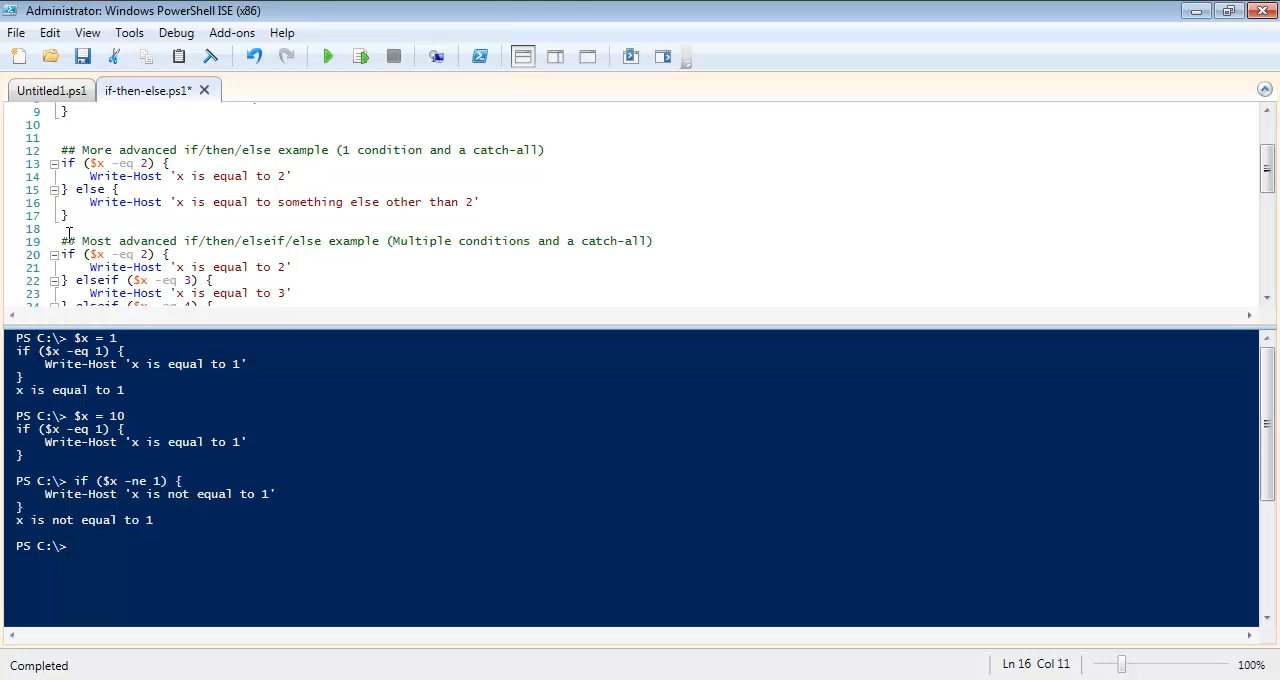 Administrator: Windows PowerShell ISE (x86)
File Edit View Tools Debug Add-ons Help
Untitled1.ps1 if-then-else.ps1*
9 }
10
11
12 ## More advanced if/then/else example (1 condition and a catch-all)
13 if ($x -eq 2) {
14 Write-Host 'x is equal to 2'
15 } else {
16 Write-Host 'x is equal to something else other than 2'
17 }
18
19 ## Most advanced if/then/elseif/else example (Multiple conditions and a catch-all)
20 if ($x -eq 2) {
21 Write-Host 'x is equal to 2'
22 } elseif ($x -eq 3) {
23 Write-Host 'x is equal to 3'
24 } elseif ($x -eq 4) {
PS C:\> $x = 1
if ($x -eq 1) {
Write-Host 'x is equal to 1'
}
x is equal to 1
PS C:\> $x = 10
if ($x -eq 1) {
Write-Host 'x is equal to 1'
}
PS C:\> if ($x -ne 1) {
Write-Host 'x is not equal to 1'
}
x is not equal to 1
PS C:\>
Completed Ln 16 Col 11 100%